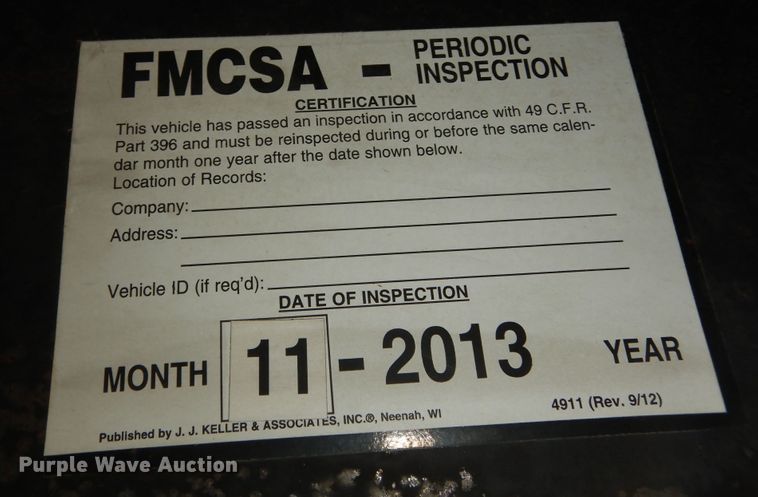 FMCSA - PERIODIC INSPECTION
CERTIFICATION
This vehicle has passed an inspection in accordance with 49 C.F.R.
Part 396 and must be reinspected during or before the same calen-
dar month one year after the date shown below.
Location of Records:
Company:
Address:
Vehicle ID (if req'd):
DATE OF INSPECTION
MONTH 11 - 2013 YEAR
Published by J. J. KELLER & ASSOCIATES, INC.®, Neenah, WI 4911 (Rev. 9/12)
Purple Wave Auction